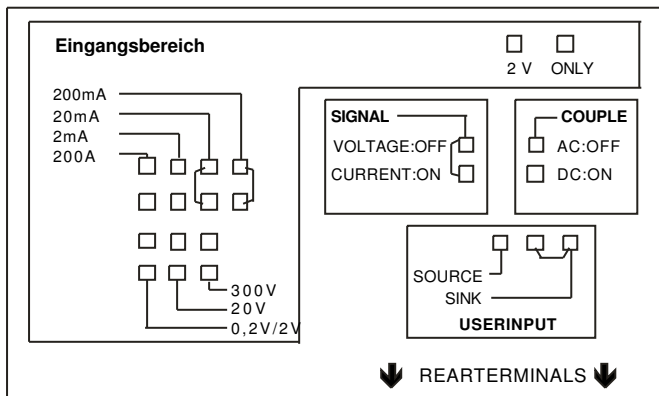 Eingangsbereich
2 V ONLY
200mA
20mA
2mA
200A
SIGNAL
VOLTAGE:OFF
CURRENT:ON
COUPLE
AC:OFF
DC:ON
300V
20V
0,2V/2V
SOURCE
SINK
USERINPUT
REARTERMINALS